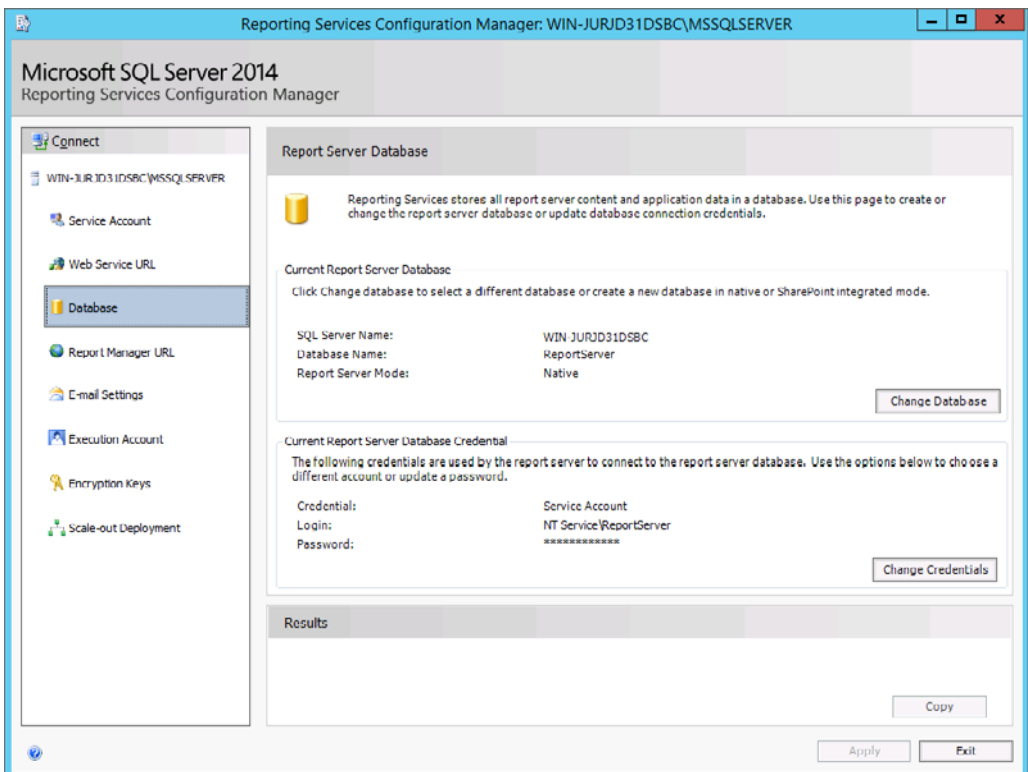 Reporting Services Configuration Manager: WIN-JURJD31DSBC\MSSQLSERVER
Microsoft SQL Server 2014
Reporting Services Configuration Manager
Connect
WIN-JURJD31DSBC\MSSQLSERVER
Service Account
Web Service URL
Database
Report Manager URL
E-mail Settings
Execution Account
Encryption Keys
Scale-out Deployment
Report Server Database
Reporting Services stores all report server content and application data in a database. Use this page to create or
change the report server database or update database connection credentials.
Current Report Server Database
Click Change database to select a different database or create a new database in native or SharePoint integrated mode.
SQL Server Name: WIN-JURJD31DSBC
Database Name: ReportServer
Report Server Mode: Native
Change Database
Current Report Server Database Credential
The following credentials are used by the report server to connect to the report server database. Use the options below to choose a
different account or update a password.
Credential: Service Account
Login: NT Service\ReportServer
Password: ************
Change Credentials
Results
Copy
Apply
Exit